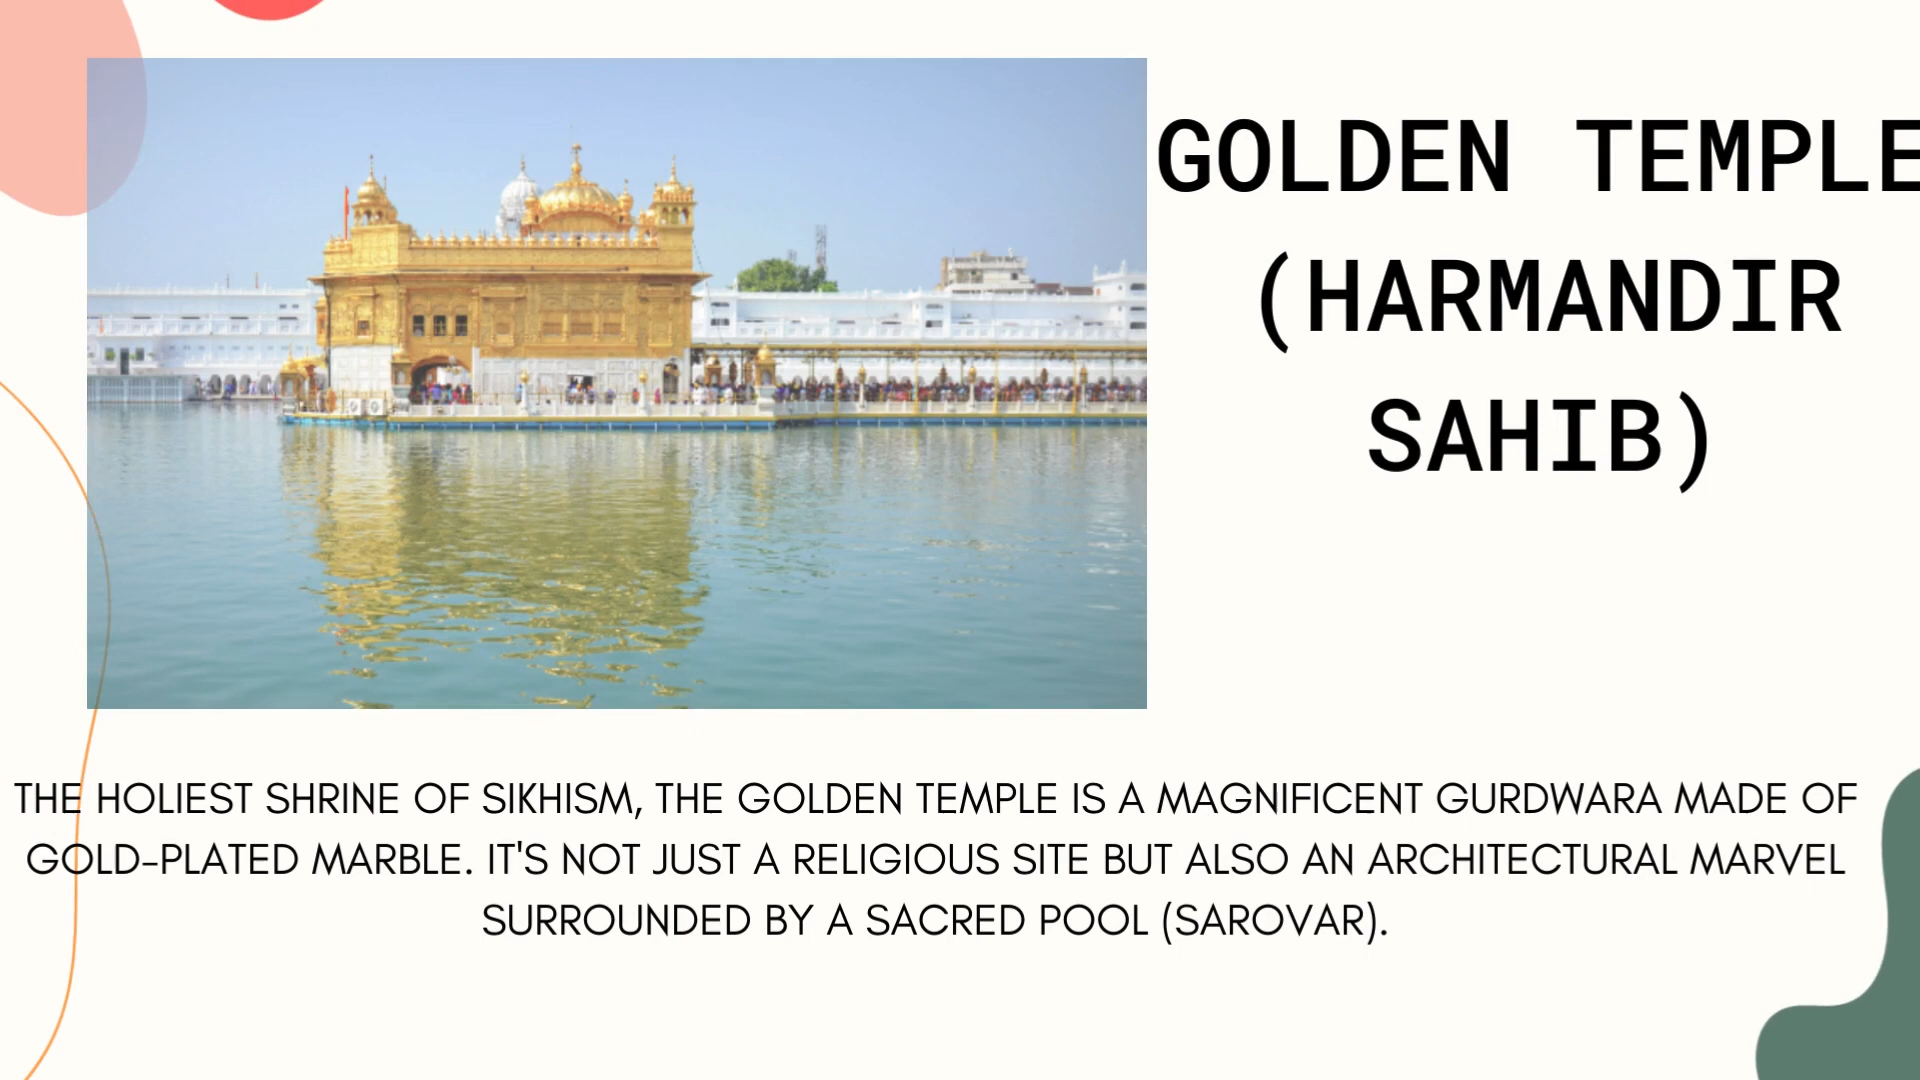 GOLDEN TEMPLE
(HARMANDIR
SAHIB)
THE HOLIEST SHRINE OF SIKHISM, THE GOLDEN TEMPLE IS A MAGNIFICENT GURDWARA MADE OF
GOLD-PLATED MARBLE. IT'S NOT JUST A RELIGIOUS SITE BUT ALSO AN ARCHITECTURAL MARVEL
SURROUNDED BY A SACRED POOL (SAROVAR).